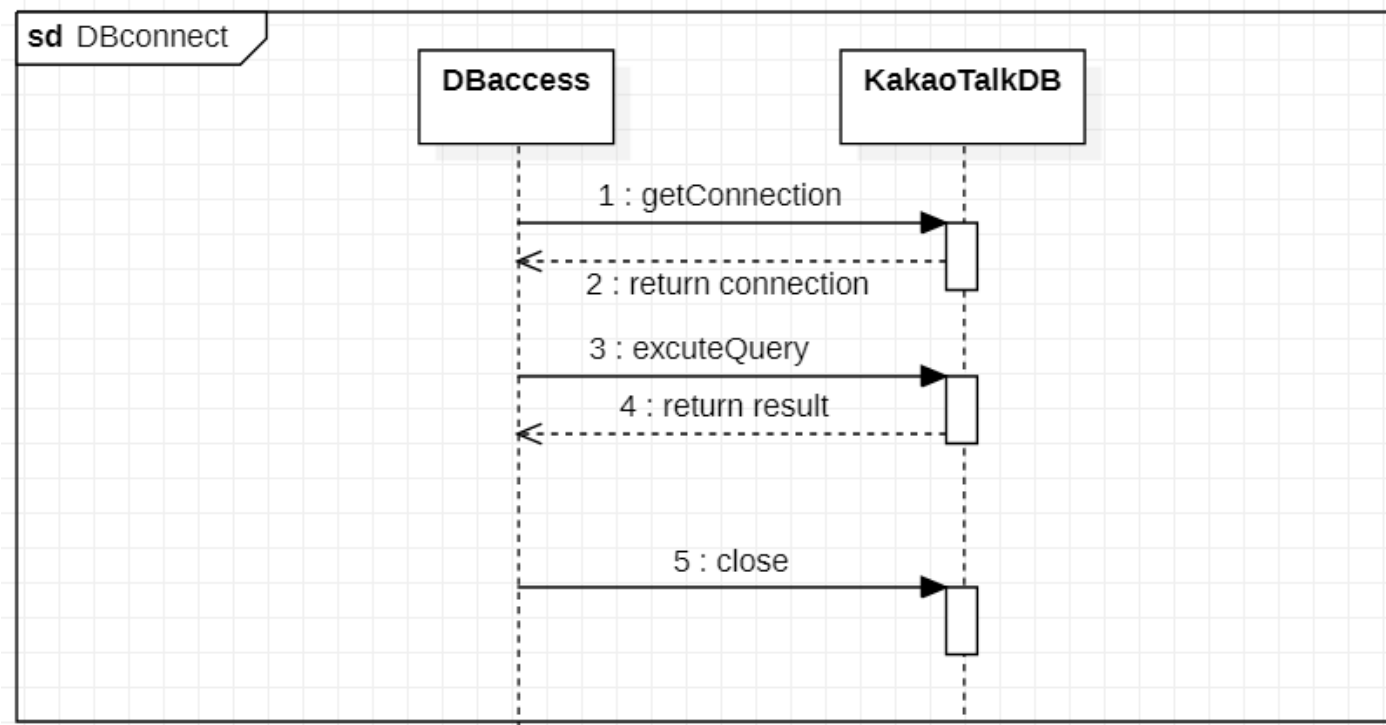 sd DBconnect
DBaccess
KakaoTalkDB
1 : getConnection
2 : return connection
3 : excuteQuery
4 : return result
5 : close